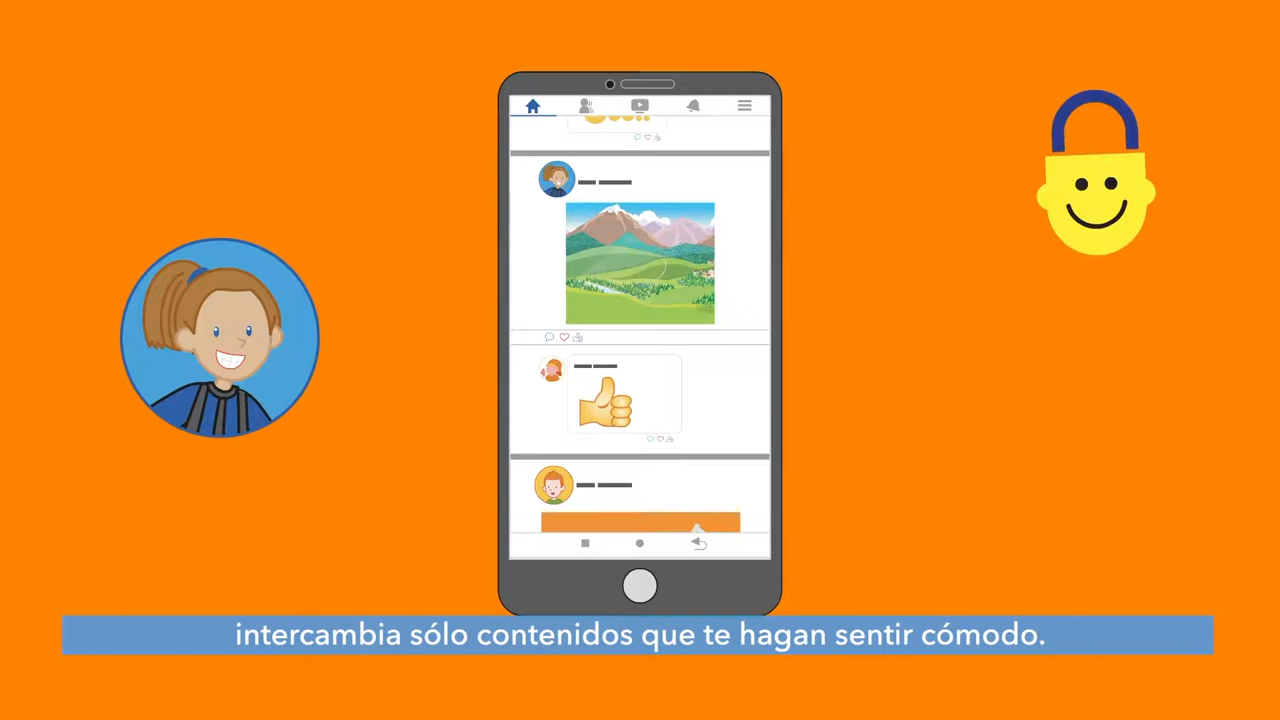 intercambia sólo contenidos que te hagan sentir cómodo.